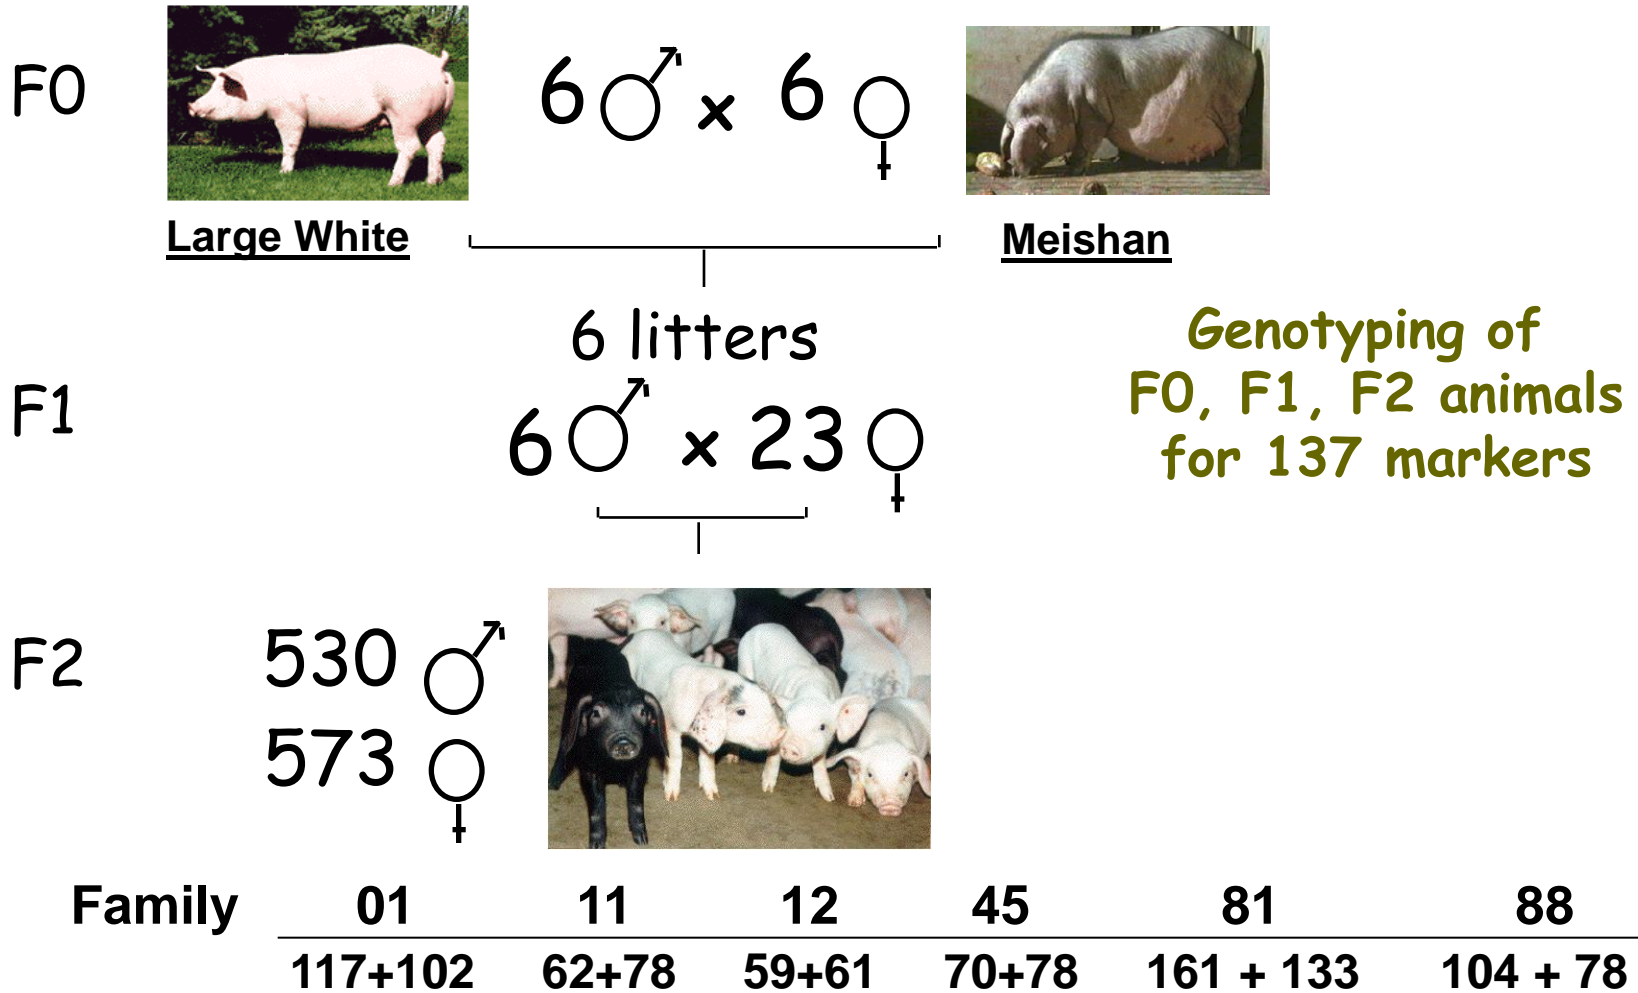 F0
6 ♂ x 6 ♀
Large White
Meishan
6 litters
Genotyping of
F0, F1, F2 animals
for 137 markers
F1
6 ♂ x 23 ♀
F2
530 ♂
573 ♀
Family 01 11 12 45 81 88
117+102 62+78 59+61 70+78 161 + 133 104 + 78